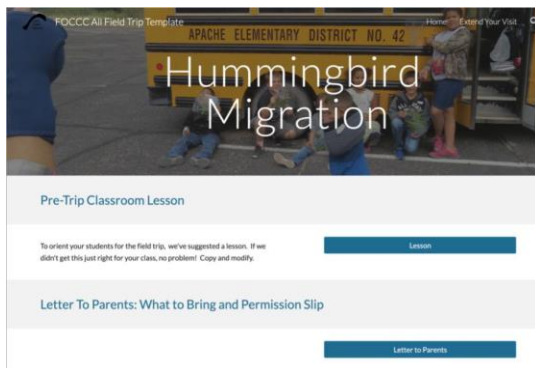 FOCCC All Field Trip Template
Home Extend Your Visit
APACHE ELEMENTARY DISTRICT NO. 42
Hummingbird
Migration
Pre-Trip Classroom Lesson
To orient your students for the field trip, we've suggested a lesson. If we
didn't get this just right for your class, no problem! Copy and modify.
Lesson
Letter To Parents: What to Bring and Permission Slip
Letter to Parents